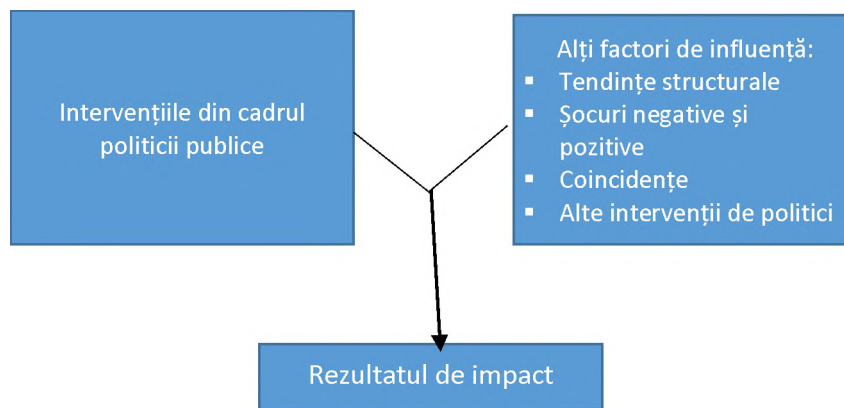 Intervențiile din cadrul
politicii publice
Alți factori de influență:
▪ Tendințe structurale
▪ Șocuri negative și
pozitive
▪ Coincidențe
▪ Alte intervenții de politici
Rezultatul de impact